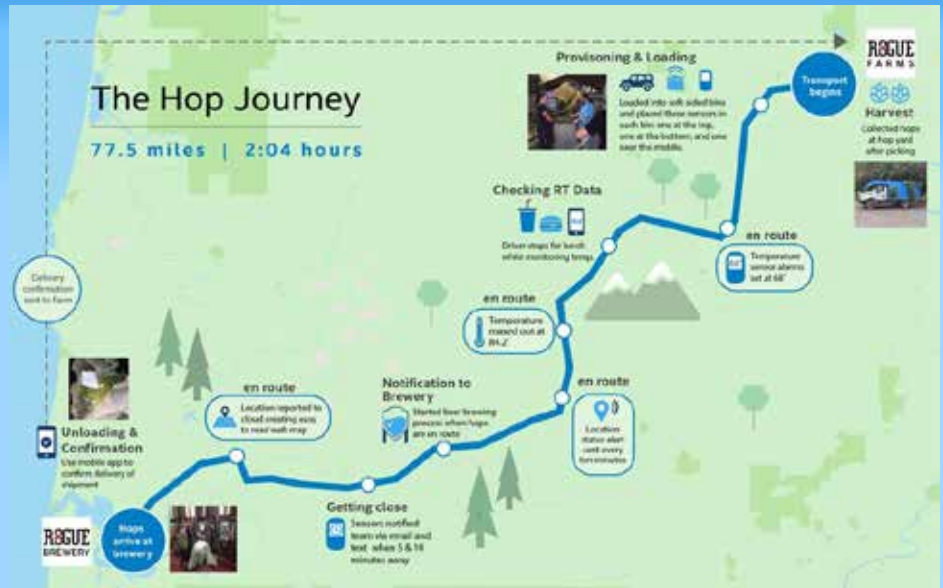 The Hop Journey
77.5 miles | 2:04 hours
Provisoning & Loading
Loaded into soft sided bins
and placed three sensors in
each bin: one at the top,
one at the bottom, and one
near the middle.
Transport
begins
ROGUE
FARMS
Harvest
Collected hops
at hop yard
after picking
en route
Temperature
sensor alarms
set at 68°
Checking RT Data
Driver stops for lunch
while monitoring temp.
en route
Temperature
maxed out at
84.2°
en route
Location
status alert
sent every
ten minutes
Notification to
Brewery
Started beer brewing
process when hops
are en route
Getting close
Sensors notified
team via email and
text when 5 & 10
minutes away
en route
Location reported to
cloud creating easy
to read web map
Hops
arrive at
brewery
ROGUE
BREWERY
Unloading &
Confirmation
Use mobile app to
confirm delivery of
shipment
Delivery
confirmation
sent to Farm